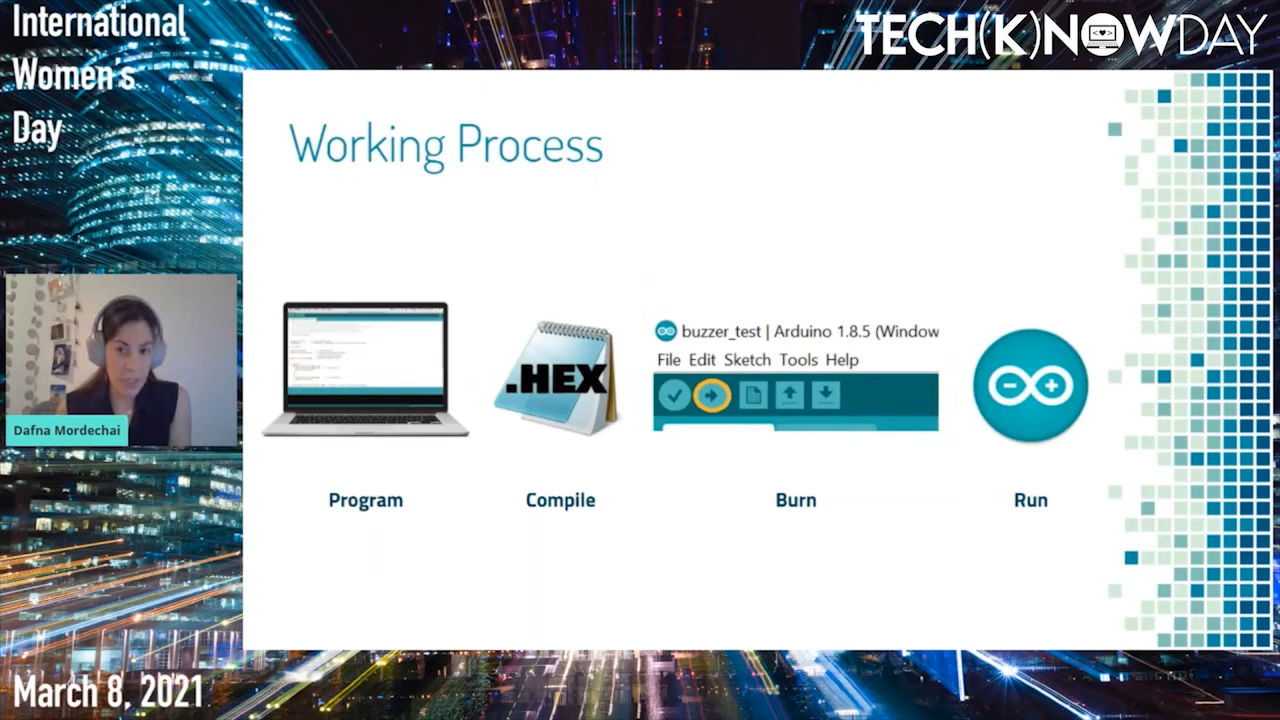 International
Women's
Day
TECH(K)NOWDAY
Working Process
.HEX
buzzer_test | Arduino 1.8.5 (Window
File Edit Sketch Tools Help
Dafna Mordechai
Program
Compile
Burn
Run
March 8, 2021